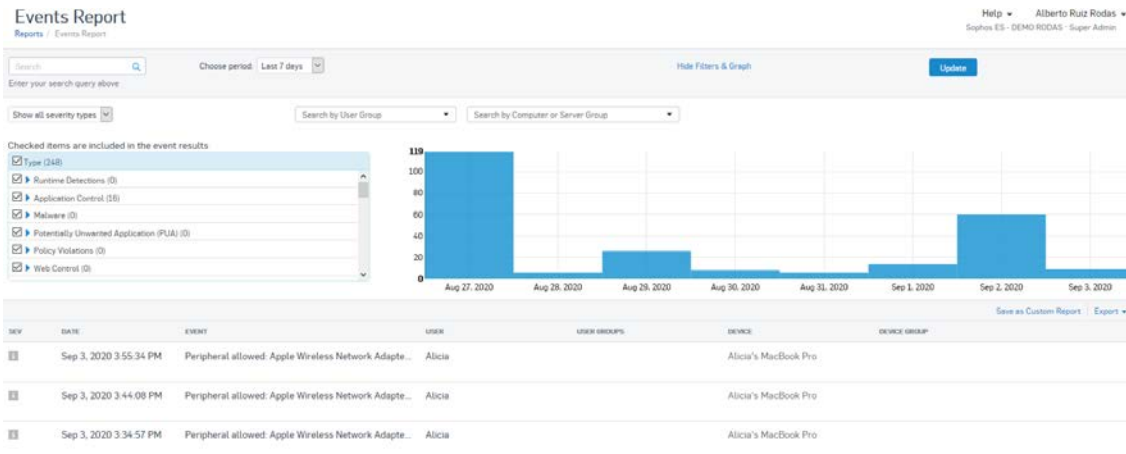 Events Report
Help
Alberto Ruiz Rodas
Reports / Events Report
Sophos ES - DEMO RODAS · Super Admin
Search
Choose period: Last 7 days
Hide Filters & Graph
Update
Enter your search query above
Show all severity types
Search by User Group
Search by Computer or Server Group
Checked items are included in the event results
Type (248)
Runtime Detections (0)
Application Control (16)
Malware (0)
Potentially Unwanted Application (PUA) (0)
Policy Violations (0)
Web Control (0)
119
100
80
60
40
20
0
Aug 27, 2020 Aug 28, 2020 Aug 29, 2020 Aug 30, 2020 Aug 31, 2020 Sep 1, 2020 Sep 2, 2020 Sep 3, 2020
Save as Custom Report Export
SEV DATE EVENT USER USER GROUPS DEVICE DEVICE GROUP
Sep 3, 2020 3:55:34 PM Peripheral allowed: Apple Wireless Network Adapte... Alicia Alicia's MacBook Pro
Sep 3, 2020 3:44:08 PM Peripheral allowed: Apple Wireless Network Adapte... Alicia Alicia's MacBook Pro
Sep 3, 2020 3:34:57 PM Peripheral allowed: Apple Wireless Network Adapte... Alicia Alicia's MacBook Pro